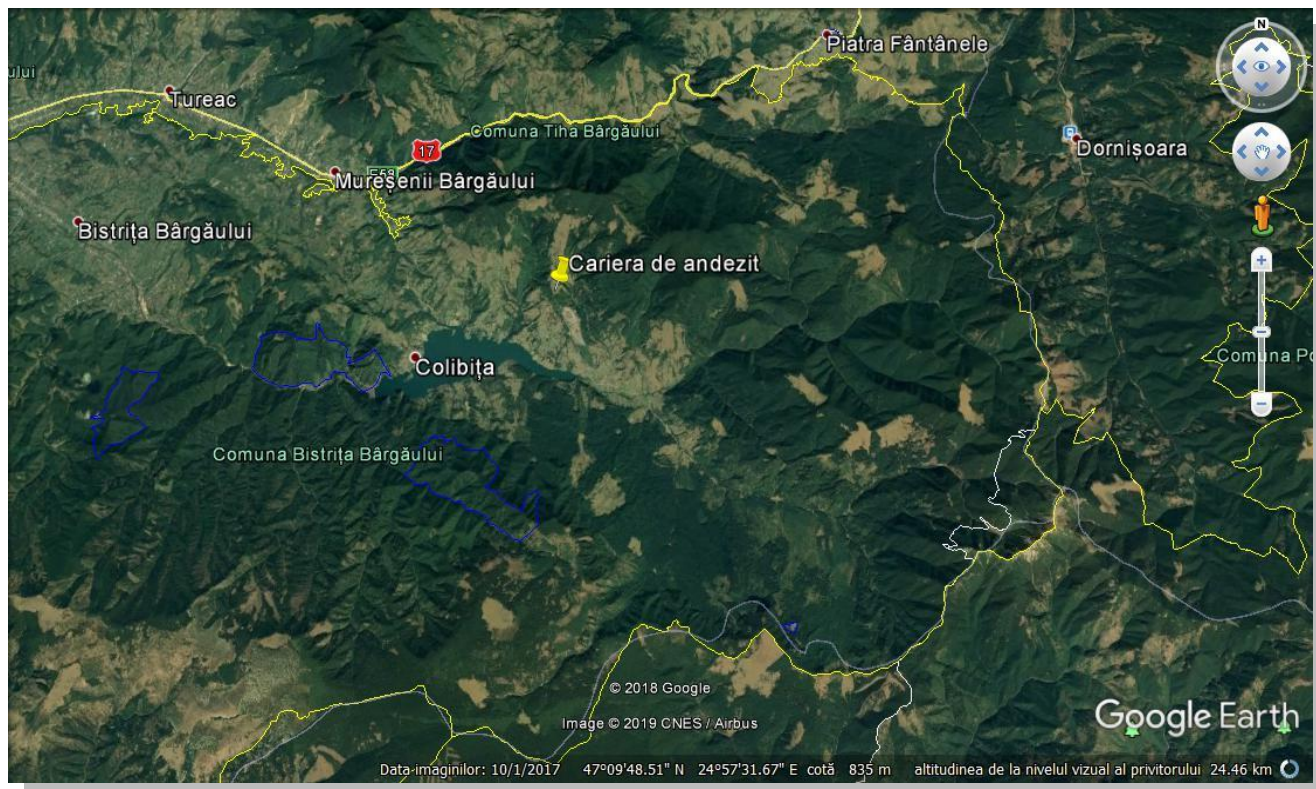 N
Piatra Fântânele
ului
Tureac
Comuna Tiha Bârgăului
17
E58
Mureșenii Bârgăului
Dornișoara
Bistrița Bârgăului
Cariera de andezit
Colibița
Comuna Po
Comuna Bistrița Bârgăului
© 2018 Google
Image © 2019 CNES / Airbus
Google Earth
Data imaginilor: 10/1/2017 47°09'48.51" N 24°57'31.67" E cotă 835 m altitudinea de la nivelul vizual al privitorului 24.46 km